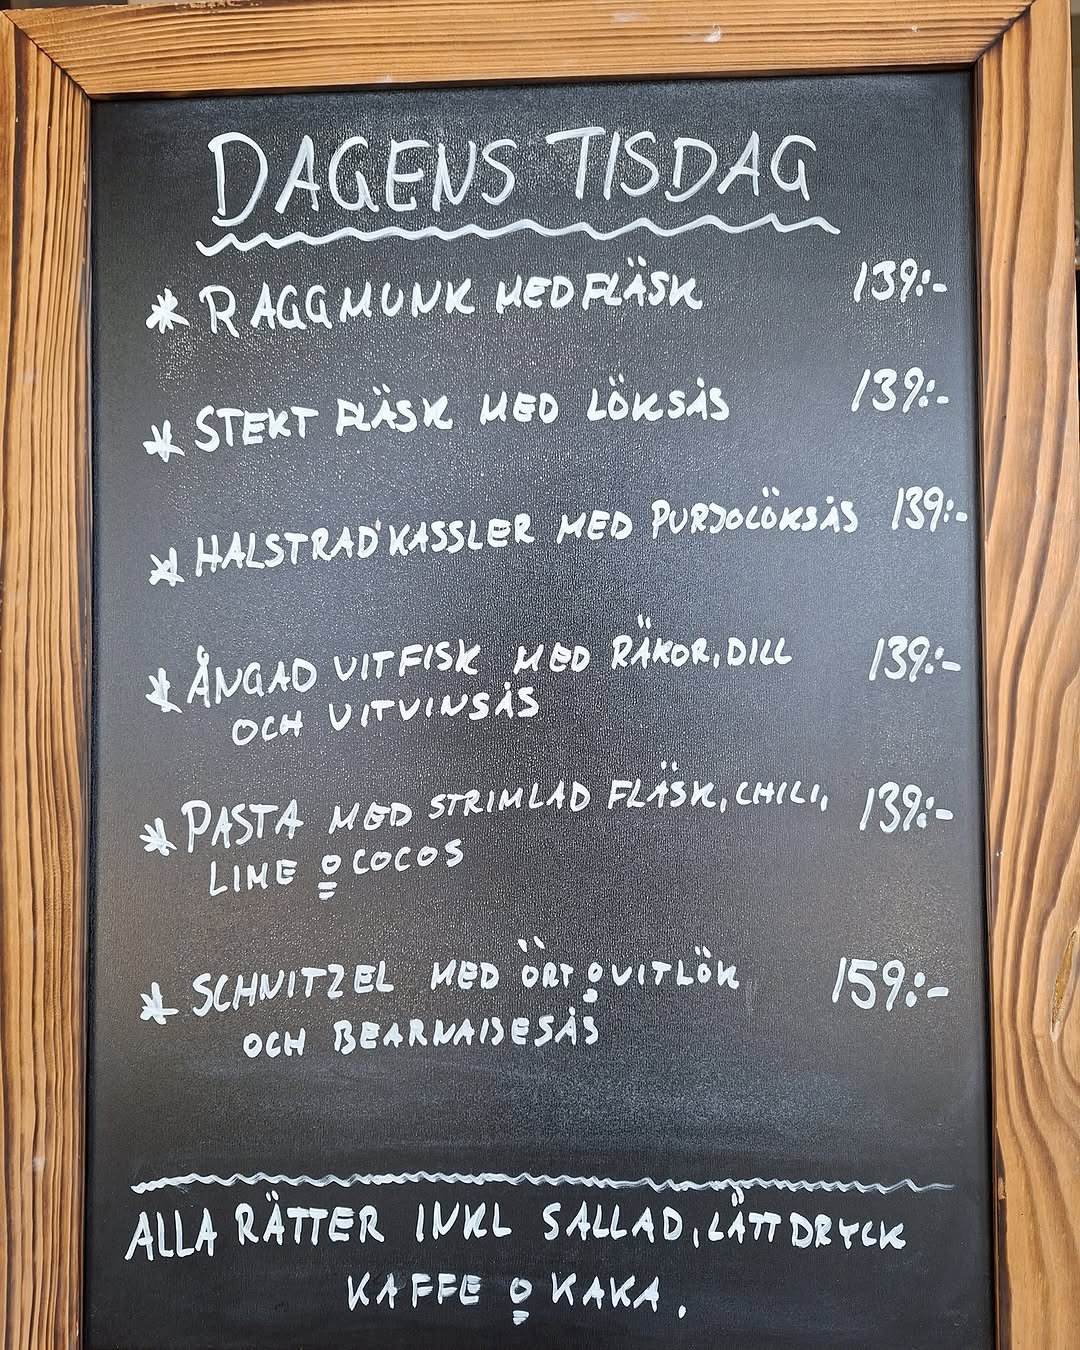 DAGENS TISDAG
* RAGGMUNK MED FLÄSK 139:-
* STEKT FLÄSK MED LÖKSÅS 139:-
* HALSTRAD KASSLER MED PURJOLÖKSÅS 139:-
* ÅNGAD VITFISK MED RÄKOR, DILL 139:-
OCH VITVINSÅS
* PASTA MED STRIMLAD FLÄSK, CHILI, 139:-
LIME o COCOS
* SCHNITZEL MED ÖRT o VITLÖK 159:-
OCH BEARNAISESÅS
ALLA RÄTTER INKL SALLAD, LÄTTDRYCK
KAFFE o KAKA.